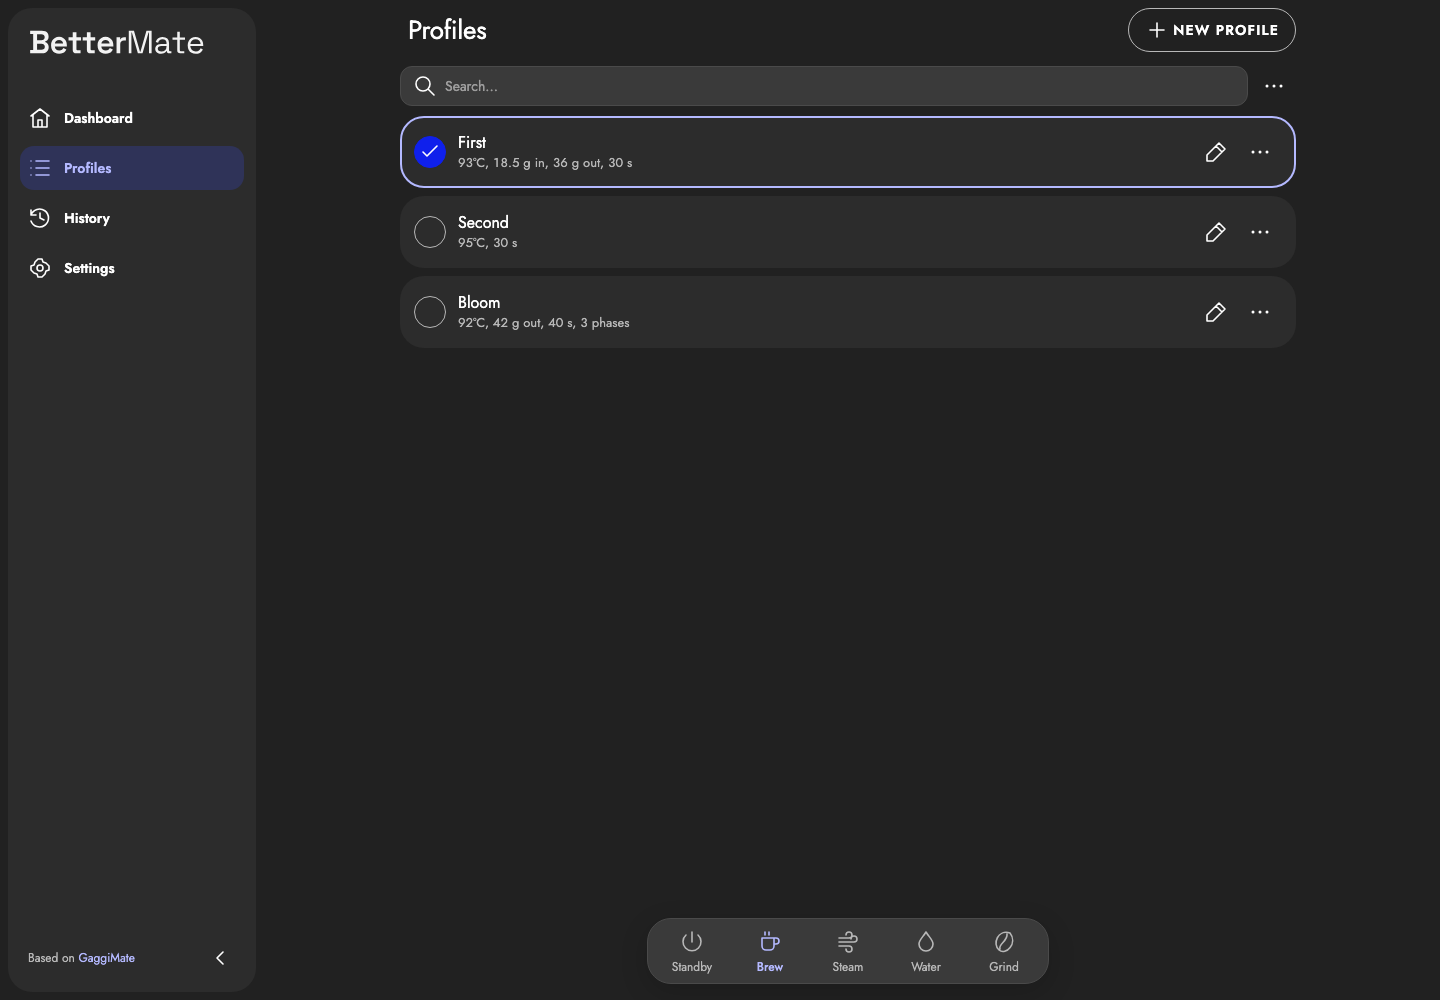 BetterMate
Dashboard
Profiles
History
Settings
Based on GaggiMate
Profiles
NEW PROFILE
Search...
First
93°C, 18.5 g in, 36 g out, 30 s
Second
95°C, 30 s
Bloom
92°C, 42 g out, 40 s, 3 phases
Standby
Brew
Steam
Water
Grind